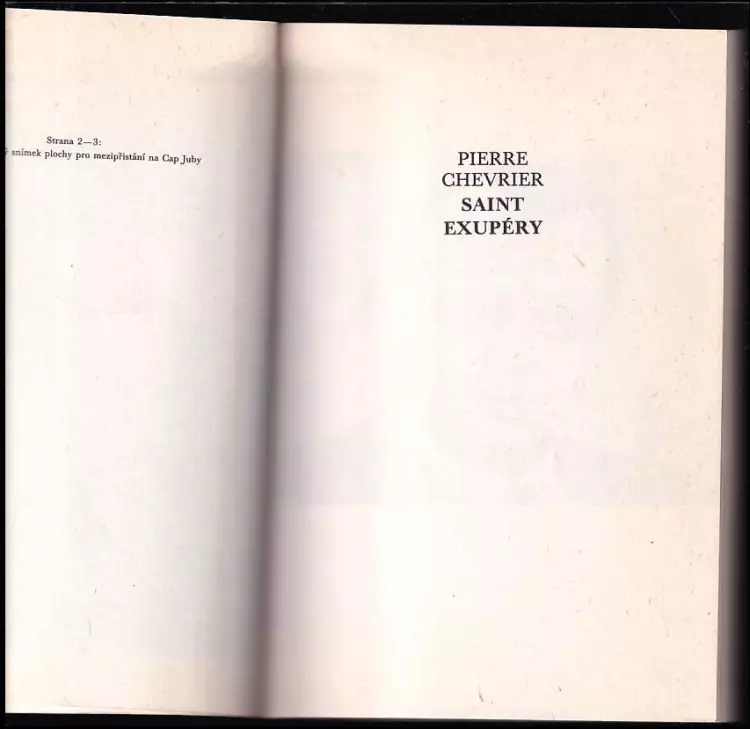 Strana 2—3:
snímek plochy pro mezipřistání na Cap Juby
PIERRE
CHEVRIER
SAINT
EXUPÉRY